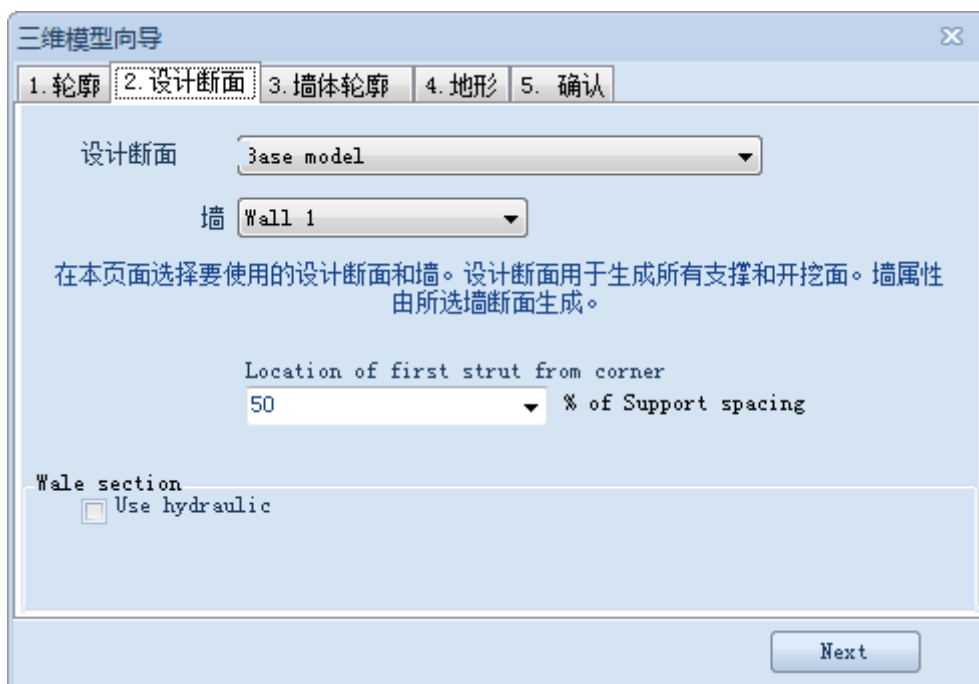 三维模型向导
1.轮廓 2.设计断面 3.墙体轮廓 4.地形 5. 确认
设计断面 Base model
墙 Wall 1
在本页面选择要使用的设计断面和墙。设计断面用于生成所有支撑和开挖面。墙属性
由所选墙断面生成。
Location of first strut from corner
50 % of Support spacing
Wale section
Use hydraulic
Next